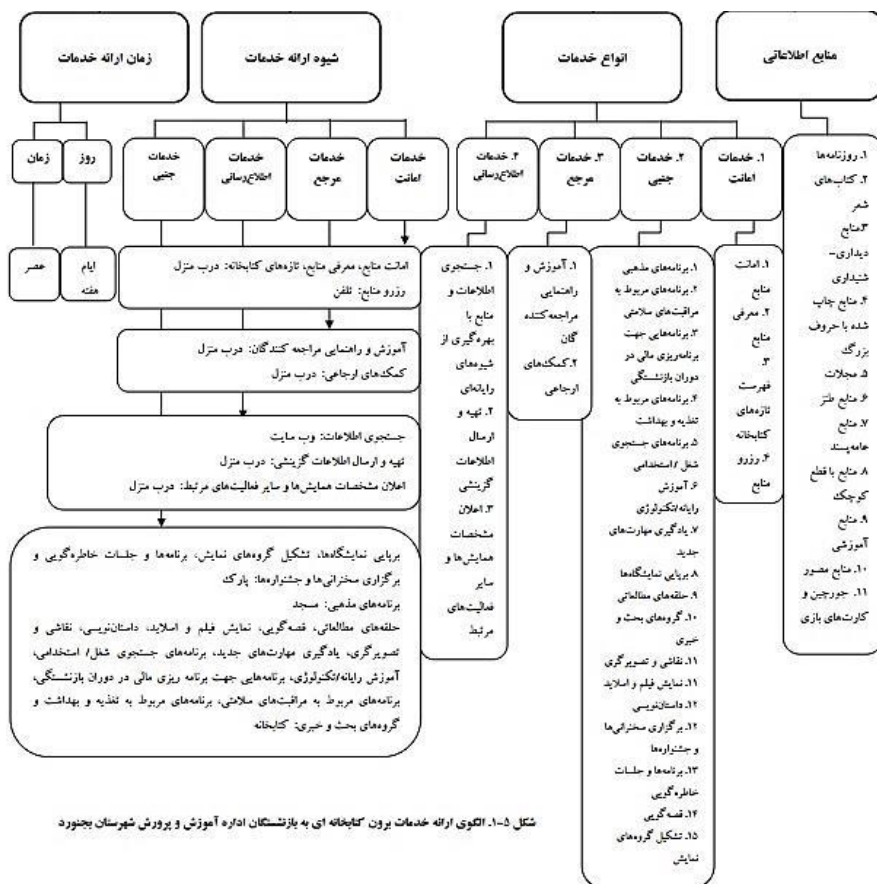 منابع اطلاعاتی
انواع خدمات
شیوه ارائه خدمات
زمان ارائه خدمات
۱. روزنامه‌ها
۲. کتاب‌های
شعر
۳.منابع
دیداری-
شنیداری
۴. منابع چاپ
شده با حروف
بزرگ
۵. مجلات
۶. منابع طنز
۷. منابع
عامه‌پسند
۸. منابع با قطع
کوچک
۹. منابع
آموزشی
۱۰. منابع مصور
۱۱. جورچین و
کارت‌های بازی
۱. خدمات
امانت
۲. خدمات
جنبی
۳. خدمات
مرجع
۴. خدمات
اطلاع‌رسانی
۱. امانت
منابع
۲. معرفی
منابع
۳.
فهرست
تازه‌های
کتابخانه
۴. رزرو
منابع
۱. برنامه‌های مذهبی
۲. برنامه‌های مربوط به
مراقبت‌های سلامتی
۳. برنامه‌هایی جهت
برنامه‌ریزی مالی در
دوران بازنشستگی
۴. برنامه‌های مربوط به
تغذیه و بهداشت
۵. برنامه‌های جستجوی
شغل / استخدامی
۶. آموزش
رایانه/تکنولوژی
۷. یادگیری مهارت‌های
جدید
۸. برپایی نمایشگاه‌ها
۹. حلقه‌های مطالعاتی
۱۰. گروه‌های بحث و
خبری
۱۱. نقاشی و تصویرگری
۱۱. نمایش فیلم و اسلاید
۱۲. داستان‌نویسی
۱۲. برگزاری سخنرانی‌ها
و جشنواره‌ها
۱۳. برنامه‌ها و جلسات
خاطره‌گویی
۱۴. قصه‌گویی
۱۵. تشکیل گروه‌های
نمایش
۱. آموزش و
راهنمایی
مراجعه‌کننده
گان
۲. کمک‌های
ارجاعی
۱. جستجوی
اطلاعات و
منابع با
بهره‌گیری از
شیوه‌های
رایانه‌ای
۲. تهیه و
ارسال
اطلاعات
گزینشی
۳. اعلان
مشخصات
همایش‌ها و
سایر
فعالیت‌های
مرتبط
خدمات
امانت
خدمات
مرجع
خدمات
اطلاع‌رسانی
خدمات
جنبی
امانت منابع، معرفی منابع، تازه‌های کتابخانه: درب منزل
رزرو منابع: تلفن
آموزش و راهنمایی مراجعه کنندگان: درب منزل
کمک‌های ارجاعی: درب منزل
جستجوی اطلاعات: وب سایت
تهیه و ارسال اطلاعات گزینشی: درب منزل
اعلان مشخصات همایش‌ها و سایر فعالیت‌های مرتبط: درب منزل
برپایی نمایشگاه‌ها، تشکیل گروه‌های نمایش، برنامه‌ها و جلسات خاطره‌گویی و
برگزاری سخنرانی‌ها و جشنواره‌ها: پارک
برنامه‌های مذهبی: مسجد
حلقه‌های مطالعاتی، قصه‌گویی، نمایش فیلم و اسلاید، داستان‌نویسی، نقاشی و
تصویرگری، یادگیری مهارت‌های جدید، برنامه‌های جستجوی شغل/ استخدامی،
آموزش رایانه/تکنولوژی، برنامه‌هایی جهت برنامه ریزی مالی در دوران بازنشستگی،
برنامه‌های مربوط به مراقبت‌های سلامتی، برنامه‌های مربوط به تغذیه و بهداشت و
گروه‌های بحث و خبری: کتابخانه
روز
زمان
ایام
هفته
عصر
شکل ۵-۱. الگوی ارائه خدمات برون کتابخانه ای به بازنشستگان اداره آموزش و پرورش شهرستان بجنورد